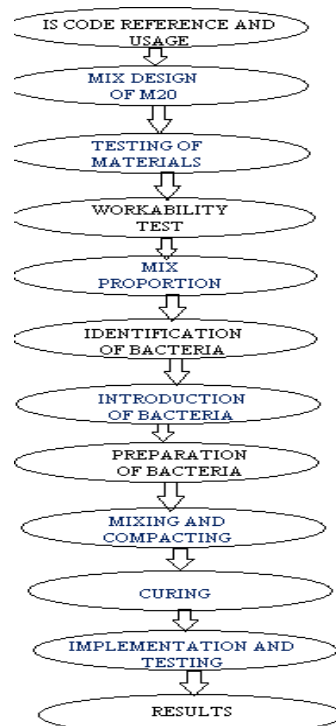 IS CODE REFERENCE AND
USAGE
MIX DESIGN
OF M20
TESTING OF
MATERIALS
WORKABILITY
TEST
MIX
PROPORTION
IDENTIFICATION
OF BACTERIA
INTRODUCTION
OF BACTERIA
PREPARATION
OF BACTERIA
MIXING AND
COMPACTING
CURING
IMPLEMENTATION AND
TESTING
RESULTS